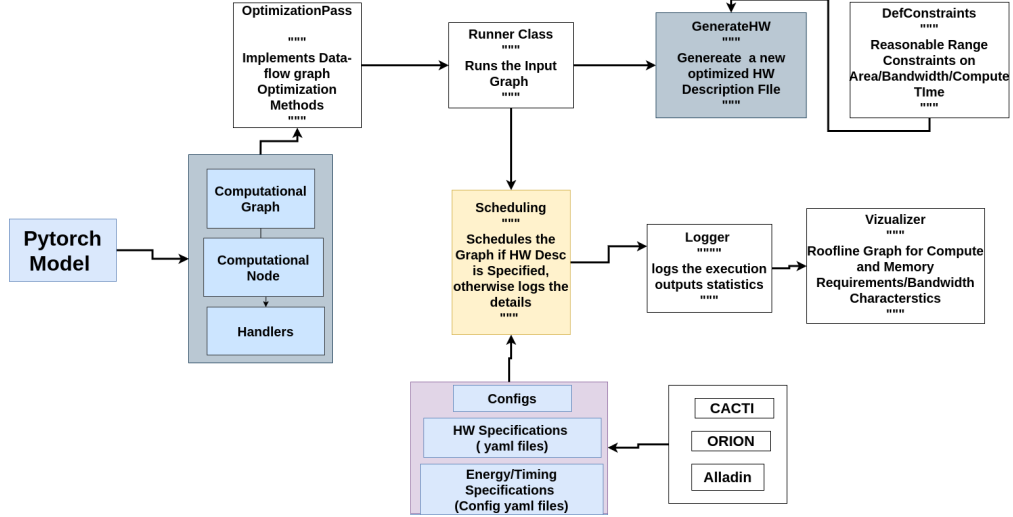 OptimizationPass
"""
Implements Data-
flow graph
Optimization
Methods
"""
Runner Class
"""
Runs the Input
Graph
"""
GenerateHW
"""
Genereate a new
optimized HW
Description FIle
"""
DefConstraints
"""
Reasonable Range
Constraints on
Area/Bandwidth/Compute
TIme
"""
Pytorch
Model
Computational
Graph
Computational
Node
Handlers
Scheduling
"""
Schedules the
Graph if HW Desc
is Specified,
otherwise logs the
details
"""
Logger
""""
logs the execution
outputs statistics
"""
Vizualizer
"""
Roofline Graph for Compute
and Memory
Requirements/Bandwidth
Characterstics
"""
Configs
HW Specifications
( yaml files)
Energy/Timing
Specifications
(Config yaml files)
CACTI
ORION
Alladin